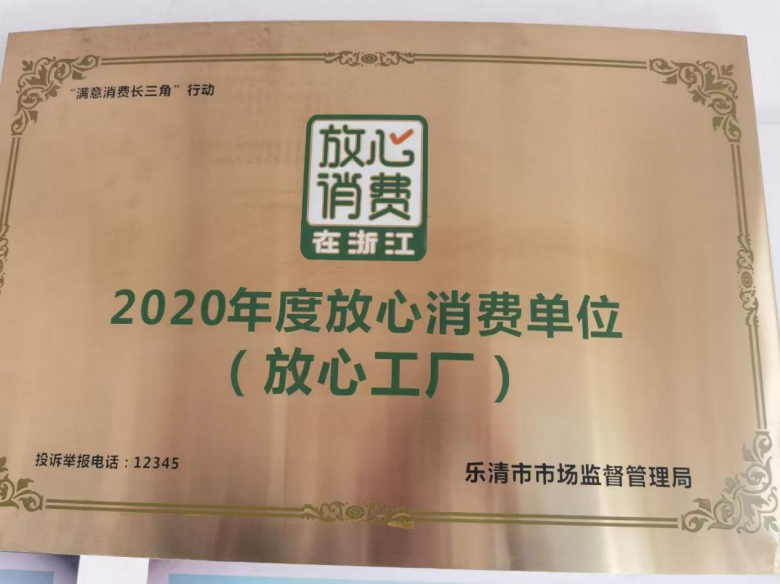 “满意消费长三角”行动
放心
消费
在浙江
2020年度放心消费单位
（放心工厂）
投诉举报电话：12345
乐清市市场监督管理局